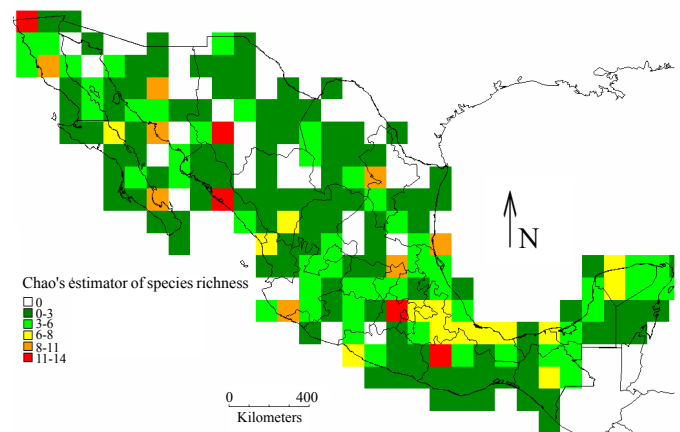 N
Chao's estimator of species richness
0
0-3
3-6
6-8
8-11
11-14
0 400
Kilometers